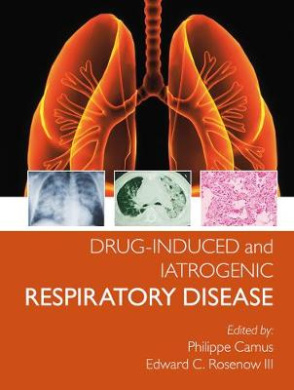 DRUG-INDUCED and
IATROGENIC
RESPIRATORY DISEASE
Edited by:
Philippe Camus
Edward C. Rosenow III